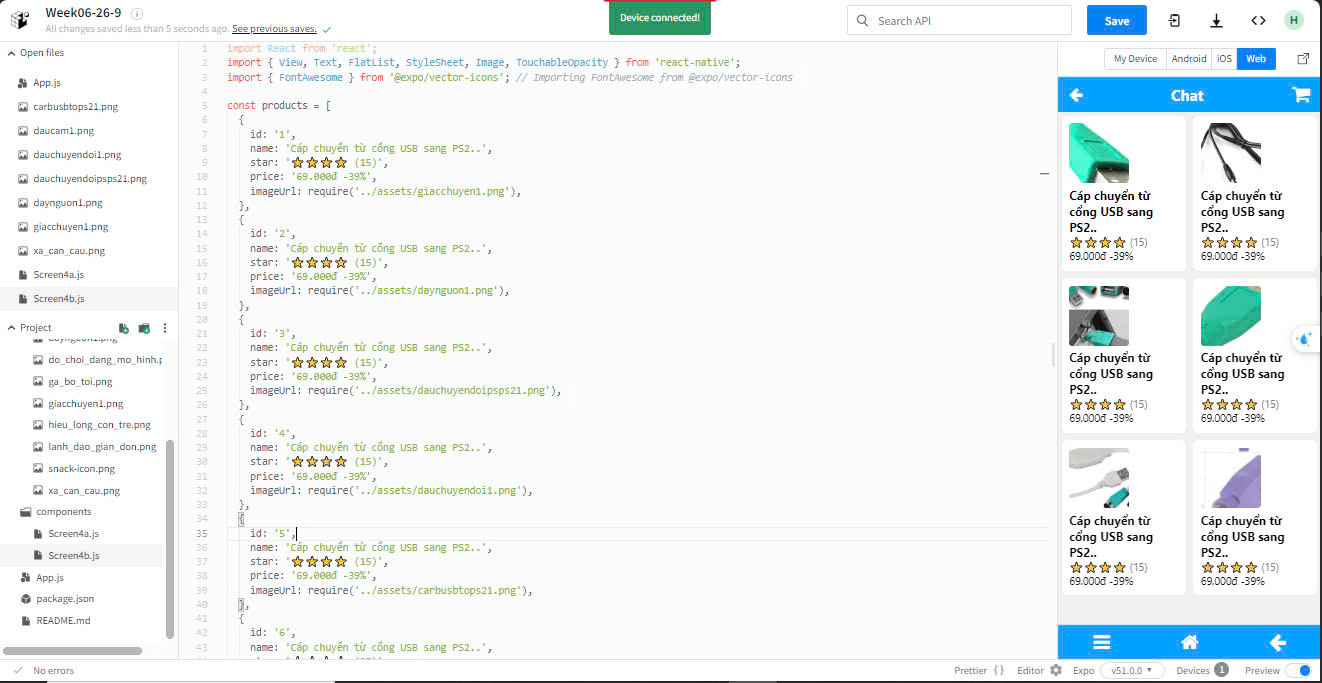 Week06-26-9
All changes saved less than 5 seconds ago. See previous saves.
Device connected!
Search API
Save
H
Open files
App.js
carbusbtops21.png
daucam1.png
dauchuyendoi1.png
dauchuyendoipsps21.png
daynguon1.png
giacchuyen1.png
xa_can_cau.png
Screen4a.js
Screen4b.js
Project
daynguon1.png
do_choi_dang_mo_hinh.p
ga_bo_toi.png
giacchuyen1.png
hieu_long_con_tre.png
lanh_dao_gian_don.png
snack-icon.png
xa_can_cau.png
components
Screen4a.js
Screen4b.js
App.js
package.json
README.md
1 import React from 'react';
2 import { View, Text, FlatList, StyleSheet, Image, TouchableOpacity } from 'react-native';
3 import { FontAwesome } from '@expo/vector-icons'; // Importing FontAwesome from @expo/vector-icons
4
5 const products = [
6 {
7 id: '1',
8 name: 'Cáp chuyển từ cổng USB sang PS2..',
9 star: '⭐⭐⭐⭐ (15)',
10 price: '69.000đ -39%',
11 imageUrl: require('../assets/giacchuyen1.png'),
12 },
13 {
14 id: '2',
15 name: 'Cáp chuyển từ cổng USB sang PS2..',
16 star: '⭐⭐⭐⭐ (15)',
17 price: '69.000đ -39%',
18 imageUrl: require('../assets/daynguon1.png'),
19 },
20 {
21 id: '3',
22 name: 'Cáp chuyển từ cổng USB sang PS2..',
23 star: '⭐⭐⭐⭐ (15)',
24 price: '69.000đ -39%',
25 imageUrl: require('../assets/dauchuyendoipsps21.png'),
26 },
27 {
28 id: '4',
29 name: 'Cáp chuyển từ cổng USB sang PS2..',
30 star: '⭐⭐⭐⭐ (15)',
31 price: '69.000đ -39%',
32 imageUrl: require('../assets/dauchuyendoi1.png'),
33 },
34 {
35 id: '5',
36 name: 'Cáp chuyển từ cổng USB sang PS2..',
37 star: '⭐⭐⭐⭐ (15)',
38 price: '69.000đ -39%',
39 imageUrl: require('../assets/carbusbtops21.png'),
40 },
41 {
42 id: '6',
43 name: 'Cáp chuyển từ cổng USB sang PS2..',
My Device Android iOS Web
Chat
Cáp chuyển từ
cổng USB sang
PS2..
⭐⭐⭐⭐ (15)
69.000đ -39%
Cáp chuyển từ
cổng USB sang
PS2..
⭐⭐⭐⭐ (15)
69.000đ -39%
Cáp chuyển từ
cổng USB sang
PS2..
⭐⭐⭐⭐ (15)
69.000đ -39%
Cáp chuyển từ
cổng USB sang
PS2..
⭐⭐⭐⭐ (15)
69.000đ -39%
Cáp chuyển từ
cổng USB sang
PS2..
⭐⭐⭐⭐ (15)
69.000đ -39%
Cáp chuyển từ
cổng USB sang
PS2..
⭐⭐⭐⭐ (15)
69.000đ -39%
No errors
Prettier {} Editor Expo v51.0.0 Devices 1 Preview